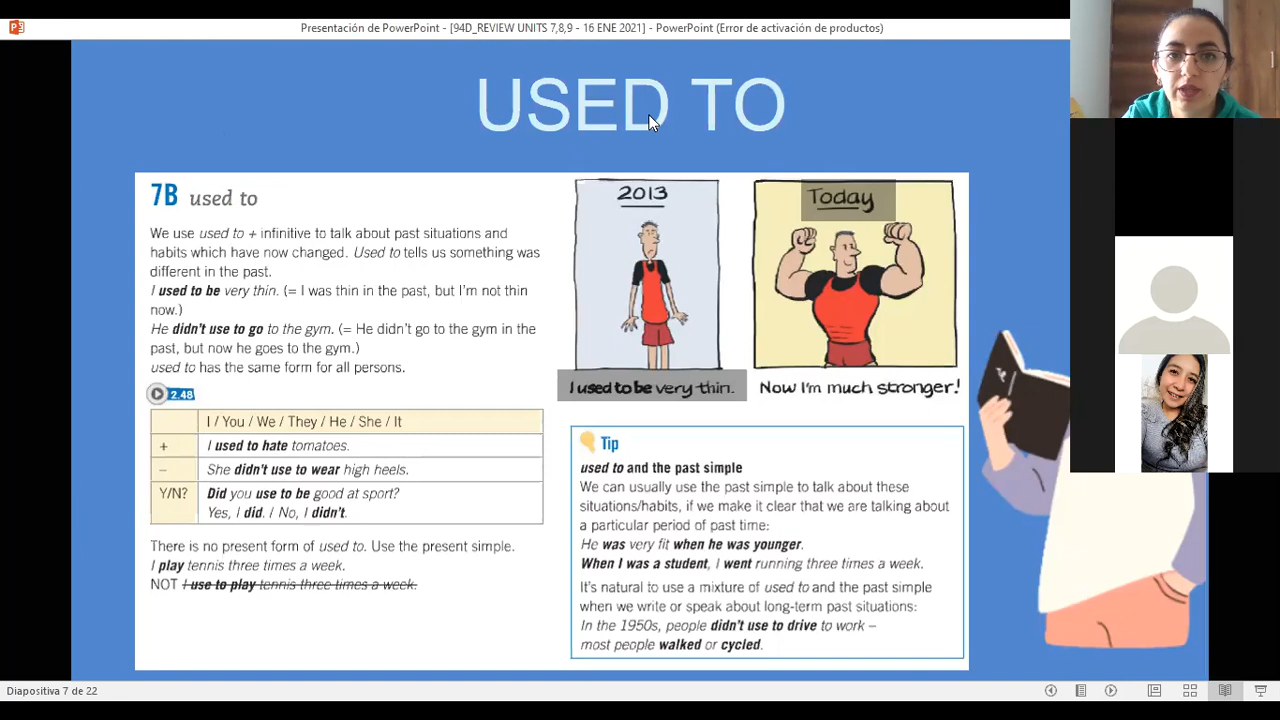 Presentación de PowerPoint - [94D_REVIEW UNITS 7,8,9 - 16 ENE 2021] - PowerPoint (Error de activación de productos)
USED TO
7B used to
We use used to + infinitive to talk about past situations and
habits which have now changed. Used to tells us something was
different in the past.
I used to be very thin. (= I was thin in the past, but I'm not thin
now.)
He didn't use to go to the gym. (= He didn't go to the gym in the
past, but now he goes to the gym.)
used to has the same form for all persons.
2.48
I / You / We / They / He / She / It
+ I used to hate tomatoes.
– She didn't use to wear high heels.
Y/N? Did you use to be good at sport?
Yes, I did. / No, I didn't.
There is no present form of used to. Use the present simple.
I play tennis three times a week.
NOT I use to play tennis three times a week.
2013
I used to be very thin.
Today
Now I'm much stronger!
Tip
used to and the past simple
We can usually use the past simple to talk about these
situations/habits, if we make it clear that we are talking about
a particular period of past time:
He was very fit when he was younger.
When I was a student, I went running three times a week.
It's natural to use a mixture of used to and the past simple
when we write or speak about long-term past situations:
In the 1950s, people didn't use to drive to work –
most people walked or cycled.
Diapositiva 7 de 22